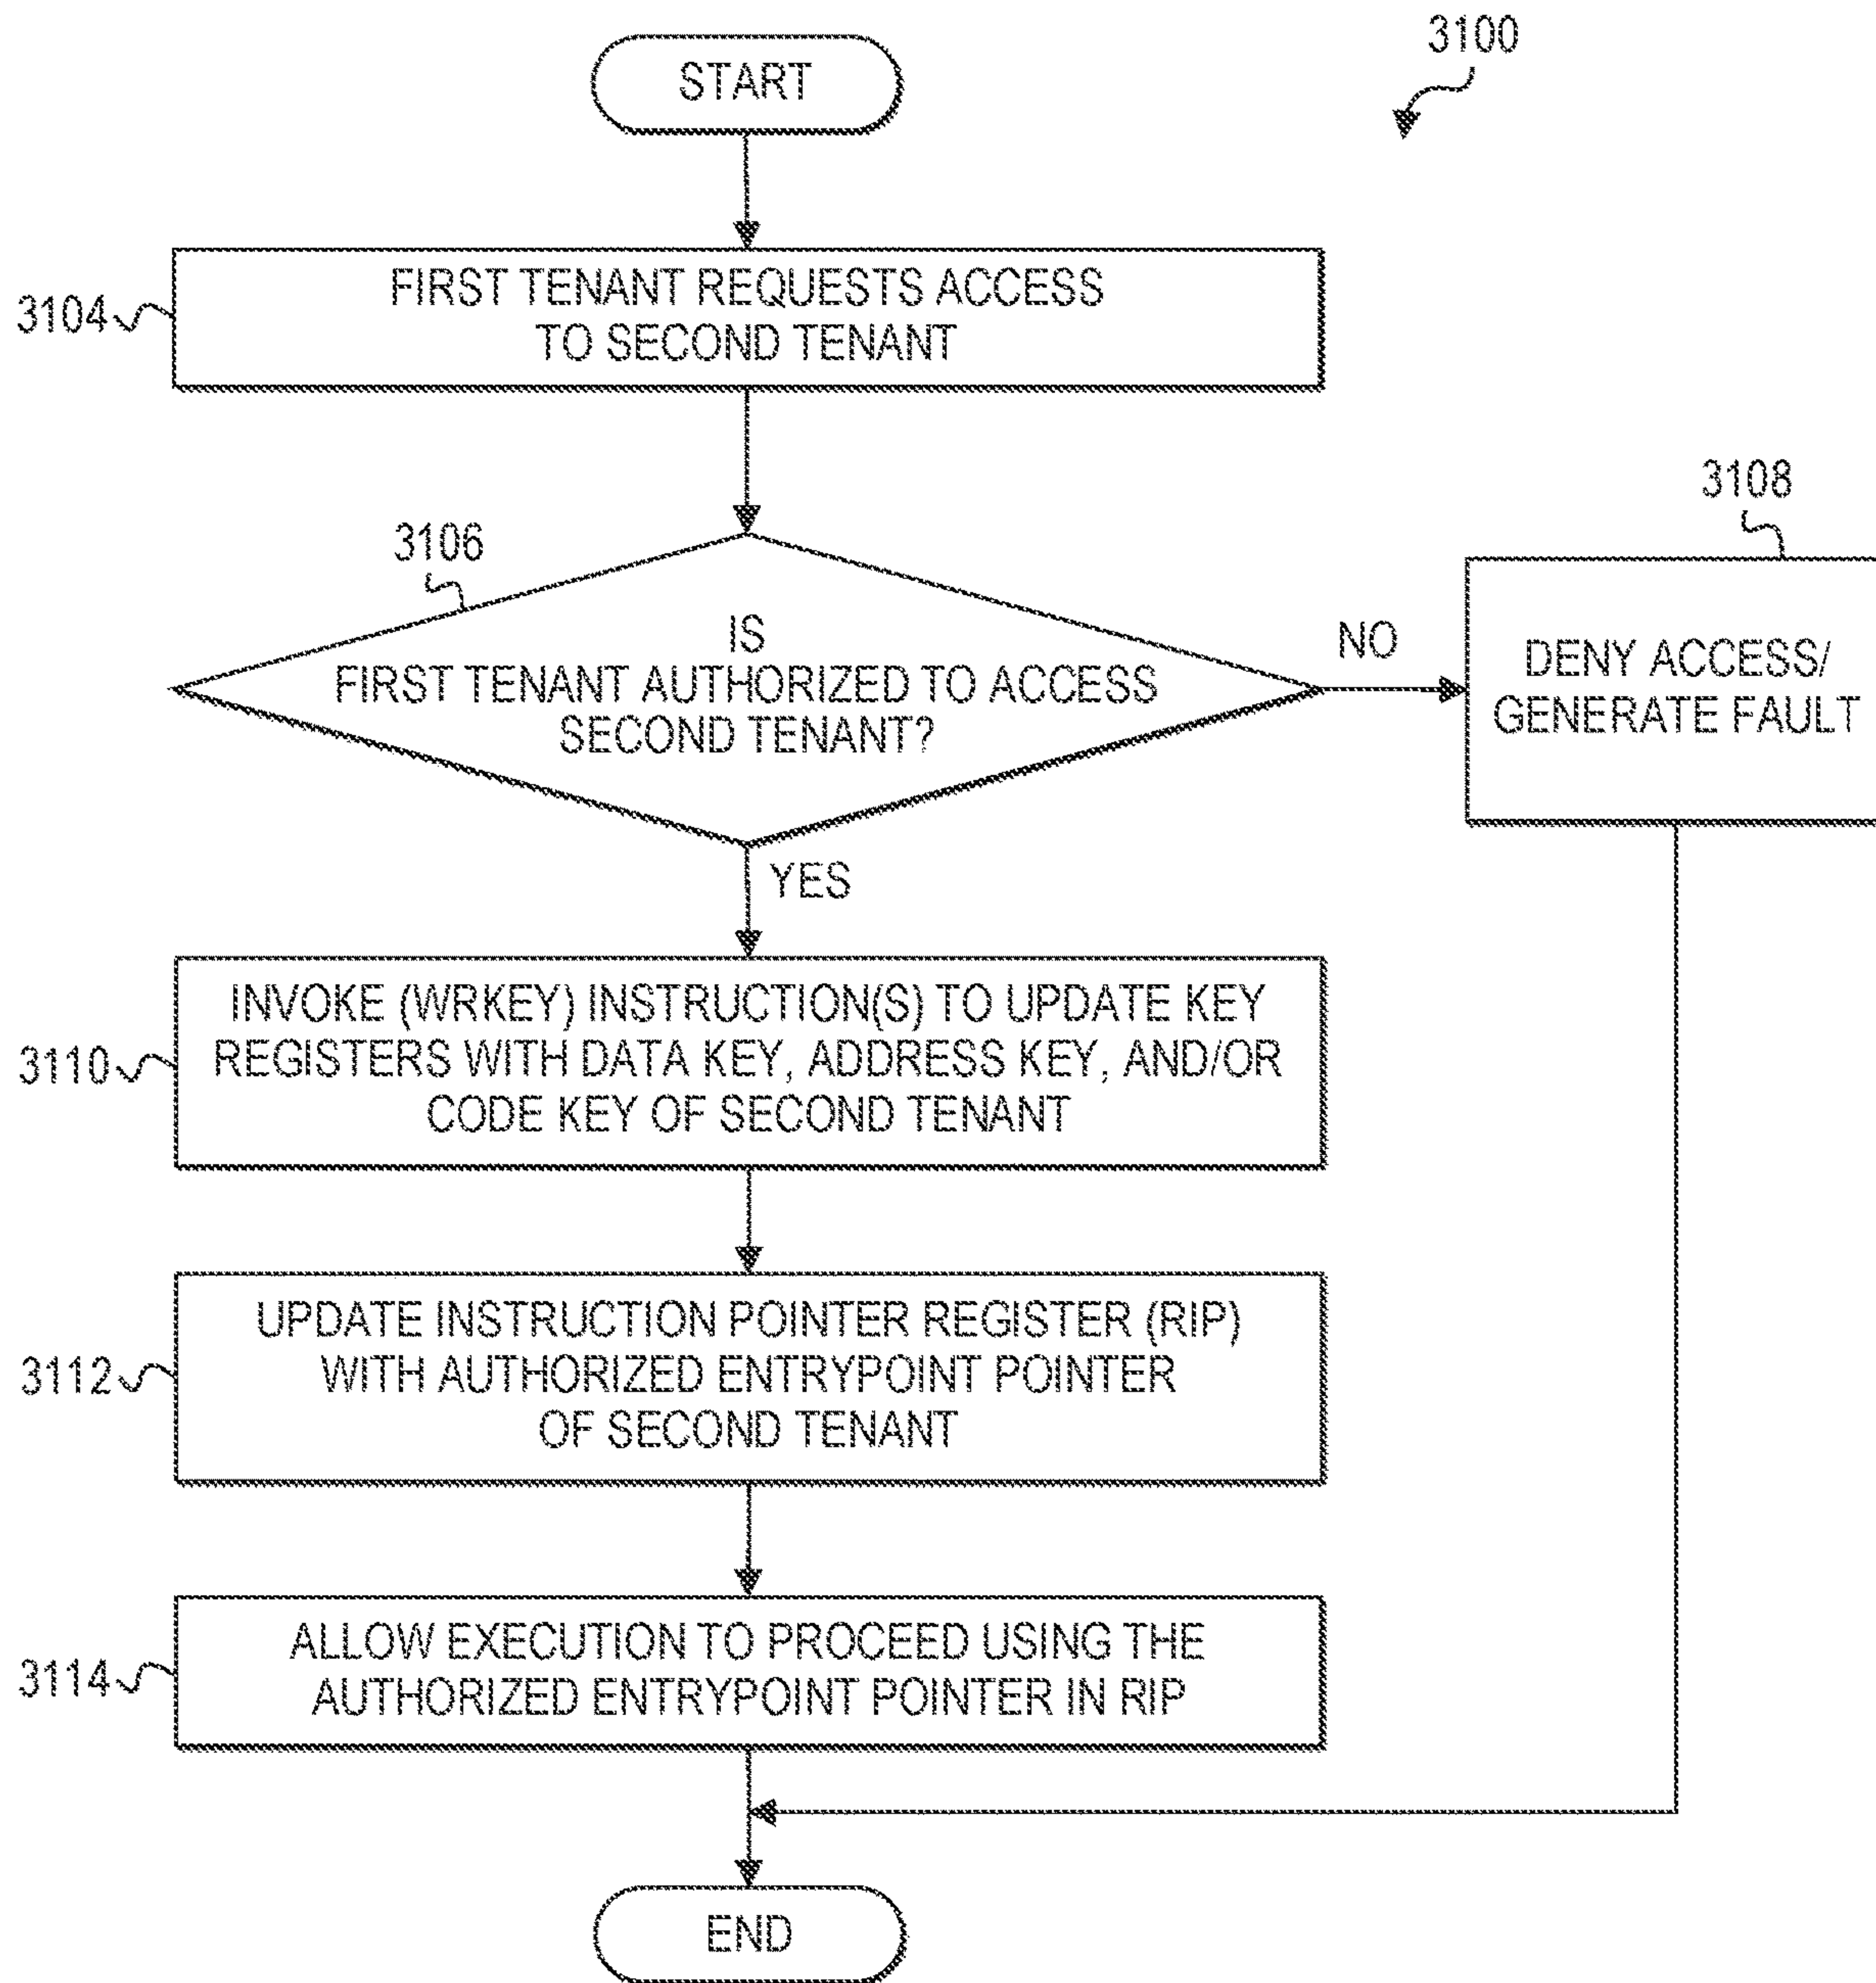 3100
START
3104
FIRST TENANT REQUESTS ACCESS
TO SECOND TENANT
3106
IS
FIRST TENANT AUTHORIZED TO ACCESS
SECOND TENANT?
NO
3108
DENY ACCESS/
GENERATE FAULT
YES
3110
INVOKE (WRKEY) INSTRUCTION(S) TO UPDATE KEY
REGISTERS WITH DATA KEY, ADDRESS KEY, AND/OR
CODE KEY OF SECOND TENANT
3112
UPDATE INSTRUCTION POINTER REGISTER (RIP)
WITH AUTHORIZED ENTRYPOINT POINTER
OF SECOND TENANT
3114
ALLOW EXECUTION TO PROCEED USING THE
AUTHORIZED ENTRYPOINT POINTER IN RIP
END